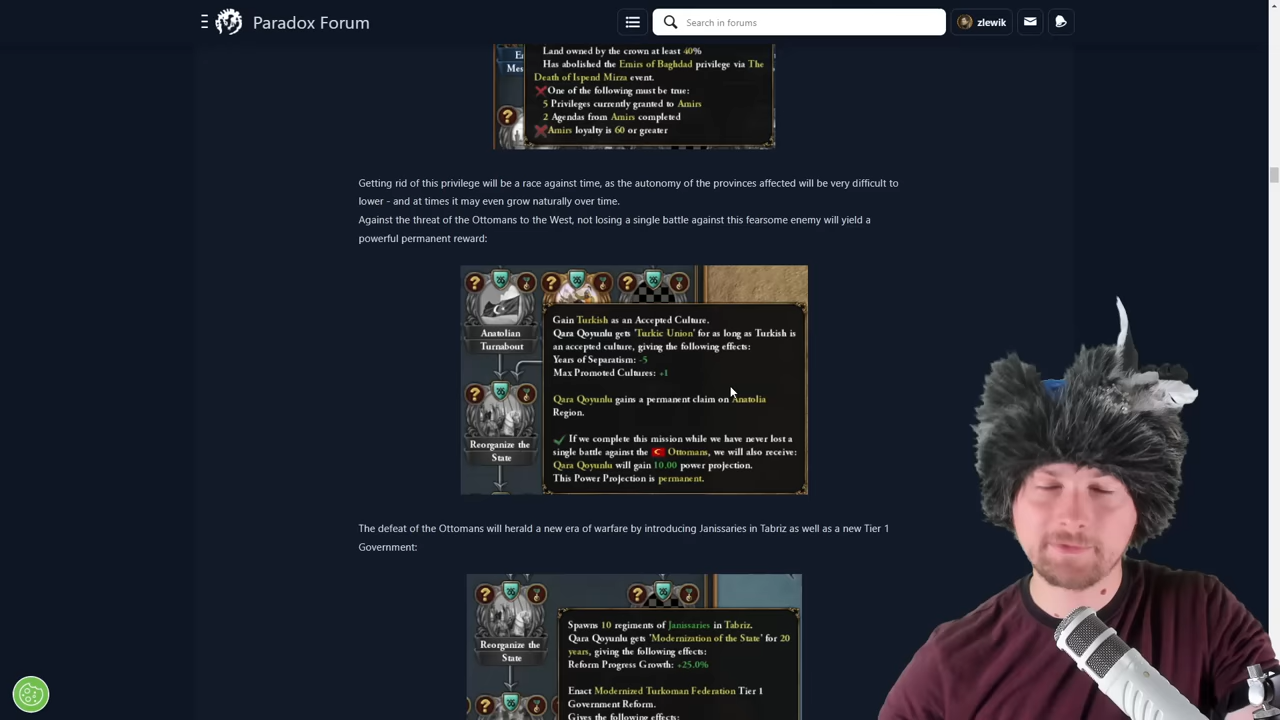 Paradox Forum
Search in forums
zlewik
Land owned by the crown at least 40%
Has abolished the Emirs of Baghdad privilege via The
Death of Ispend Mirza event.
One of the following must be true:
5 Privileges currently granted to Amirs
2 Agendas from Amirs completed
Amirs loyalty is 60 or greater
Getting rid of this privilege will be a race against time, as the autonomy of the provinces affected will be very difficult to
lower - and at times it may even grow naturally over time.
Against the threat of the Ottomans to the West, not losing a single battle against this fearsome enemy will yield a
powerful permanent reward:
Anatolian
Turnabout
Reorganize the
State
Gain Turkish as an Accepted Culture.
Qara Qoyunlu gets 'Turkic Union' for as long as Turkish is
an accepted culture, giving the following effects:
Years of Separatism: -5
Max Promoted Cultures: +1
Qara Qoyunlu gains a permanent claim on Anatolia
Region.
If we complete this mission while we have never lost a
single battle against the Ottomans, we will also receive:
Qara Qoyunlu will gain 10.00 power projection.
This Power Projection is permanent.
The defeat of the Ottomans will herald a new era of warfare by introducing Janissaries in Tabriz as well as a new Tier 1
Government:
Reorganize the
State
Spawns 10 regiments of Janissaries in Tabriz.
Qara Qoyunlu gets 'Modernization of the State' for 20
years, giving the following effects:
Reform Progress Growth: +25.0%
Enact Modernized Turkoman Federation Tier 1
Government Reform.
Gives the following effects: